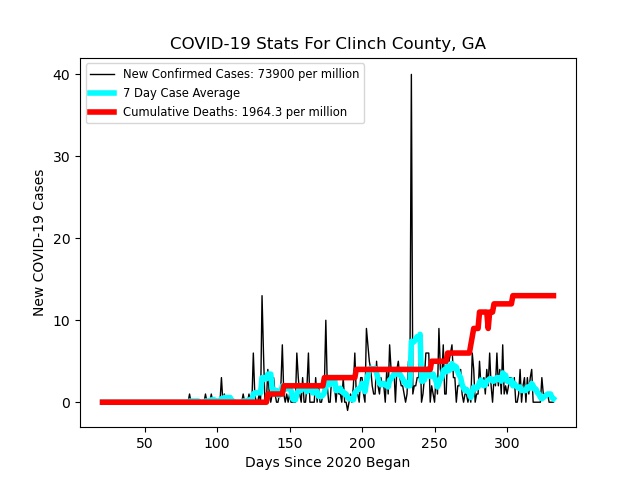 COVID-19 Stats For Clinch County, GA
New Confirmed Cases: 73900 per million
7 Day Case Average
Cumulative Deaths: 1964.3 per million
New COVID-19 Cases
40
30
20
10
0
50 100 150 200 250 300
Days Since 2020 Began